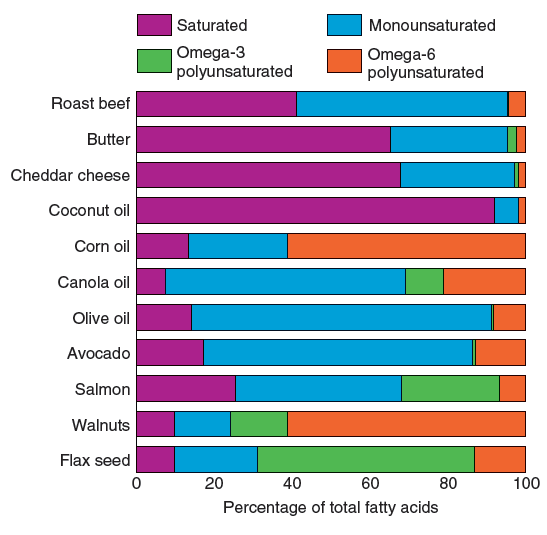 Saturated
Monounsaturated
Omega-3
polyunsaturated
Omega-6
polyunsaturated
Roast beef
Butter
Cheddar cheese
Coconut oil
Corn oil
Canola oil
Olive oil
Avocado
Salmon
Walnuts
Flax seed
0 20 40 60 80 100
Percentage of total fatty acids